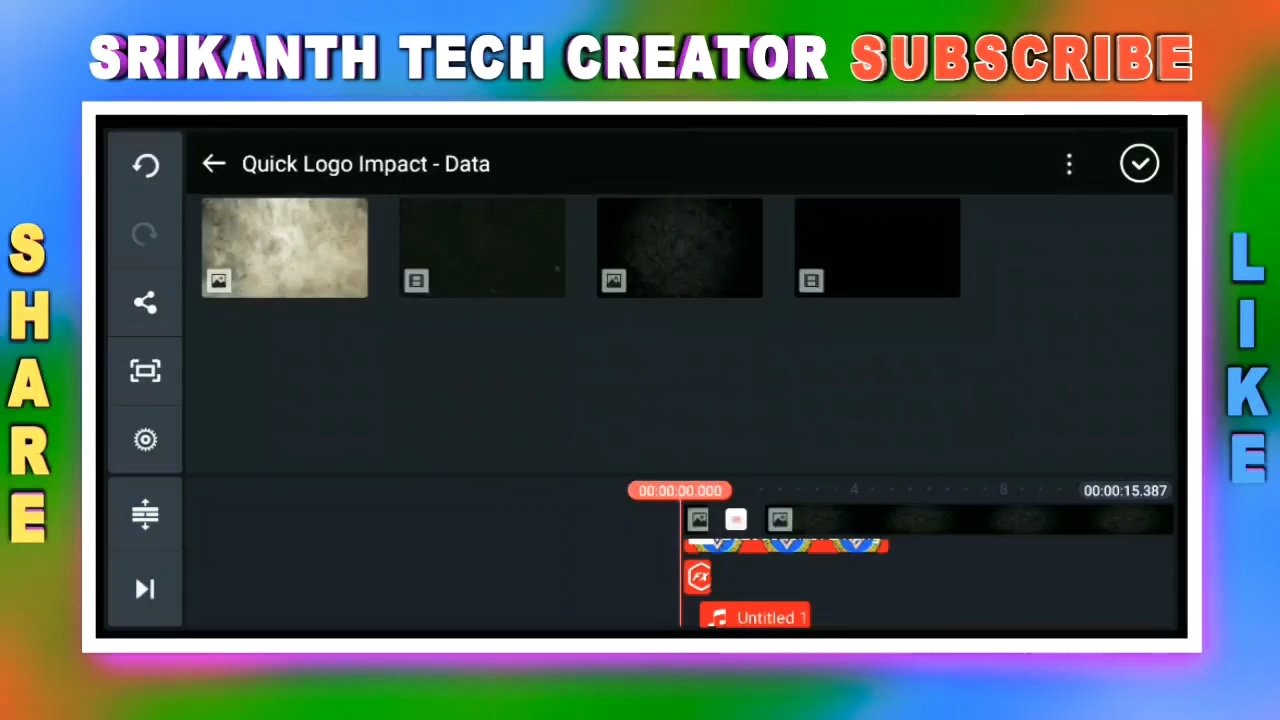 SRIKANTH TECH CREATOR SUBSCRIBE
SHARE
Quick Logo Impact - Data
LIKE
00:00:00.000
4
8
00:00:15.387
FX
Untitled 1